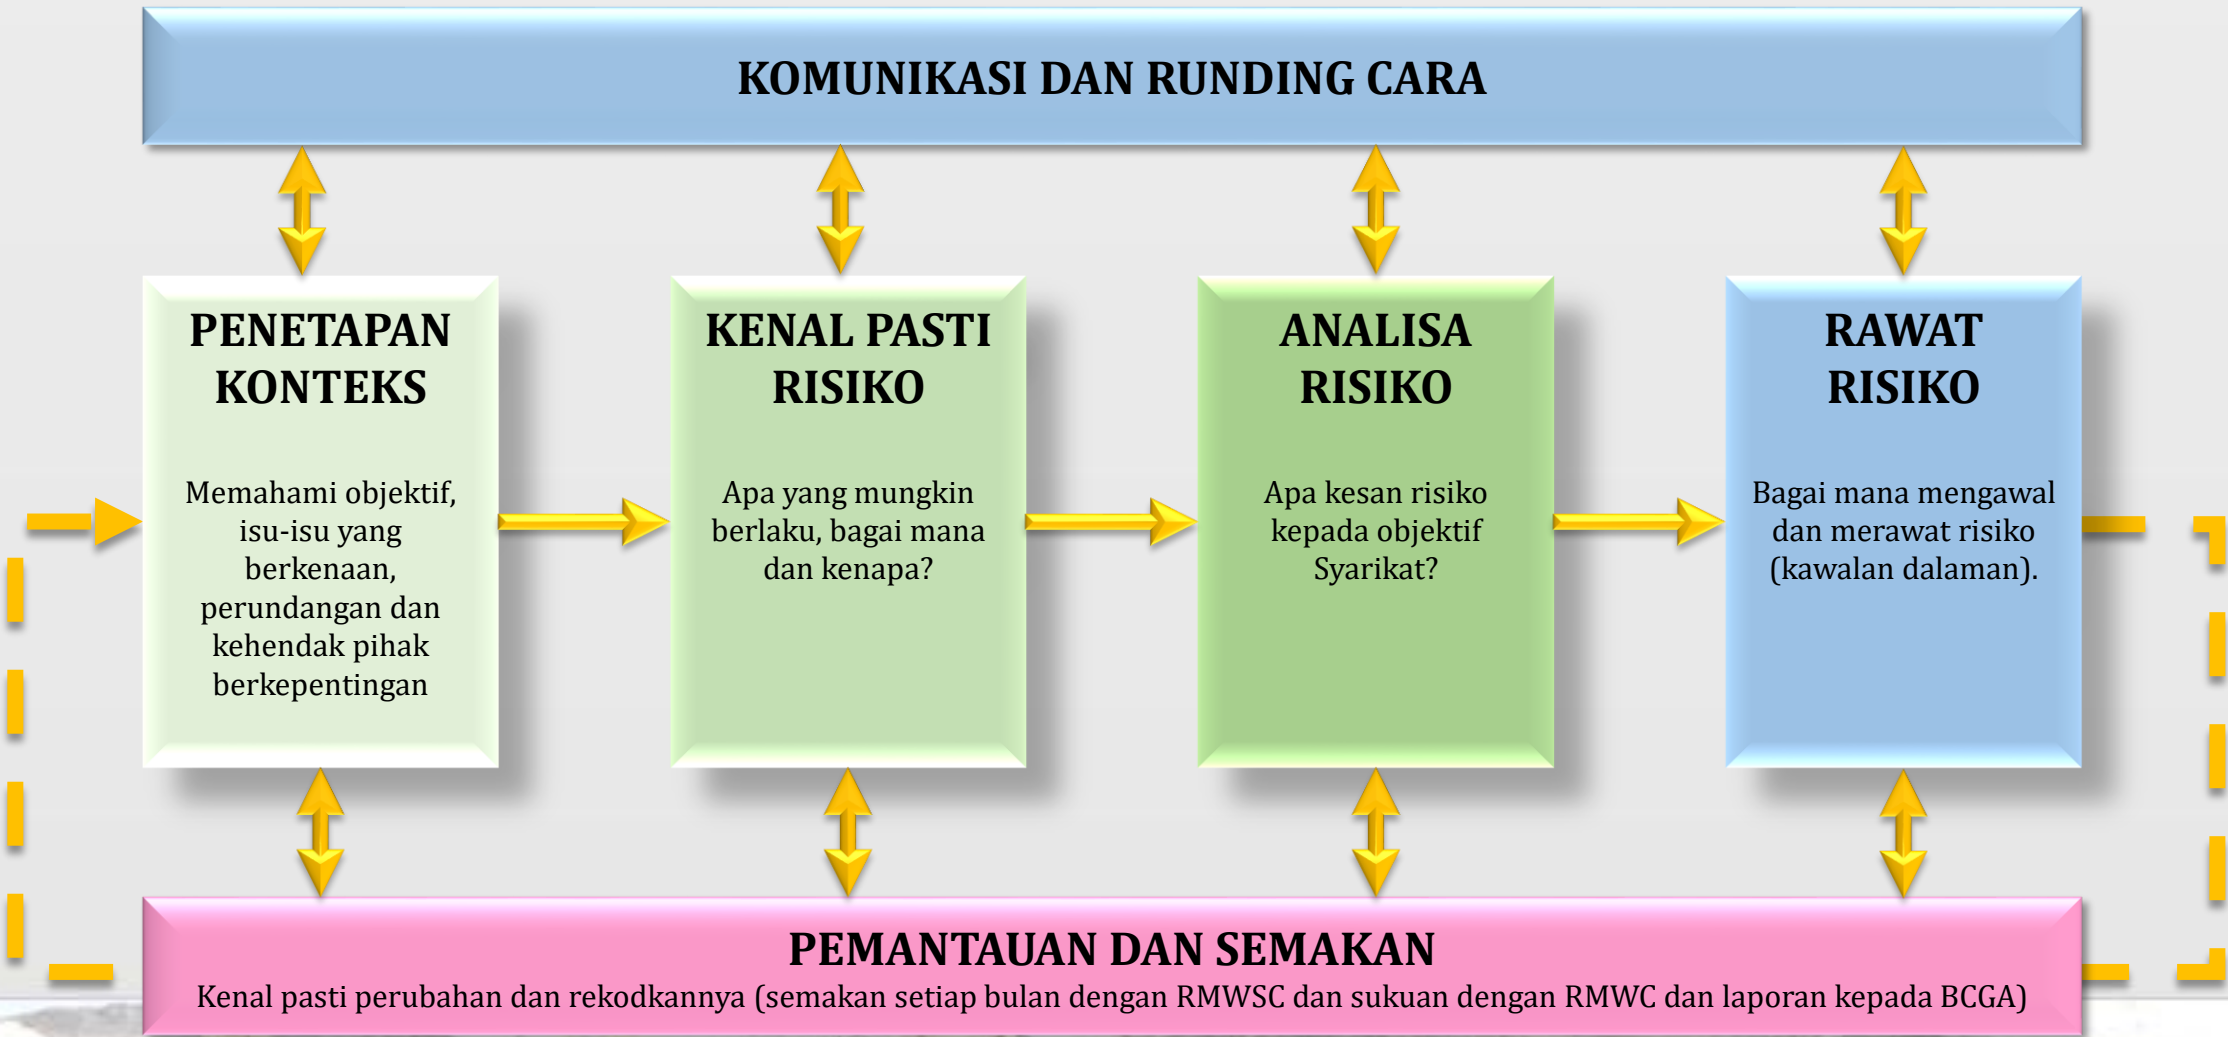 KOMUNIKASI DAN RUNDING CARA
PENETAPAN
KONTEKS
Memahami objektif,
isu-isu yang
berkenaan,
perundangan dan
kehendak pihak
berkepentingan
KENAL PASTI
RISIKO
Apa yang mungkin
berlaku, bagai mana
dan kenapa?
ANALISA
RISIKO
Apa kesan risiko
kepada objektif
Syarikat?
RAWAT
RISIKO
Bagai mana mengawal
dan merawat risiko
(kawalan dalaman).
PEMANTAUAN DAN SEMAKAN
Kenal pasti perubahan dan rekodkannya (semakan setiap bulan dengan RMWSC dan sukuan dengan RMWC dan laporan kepada BCGA)